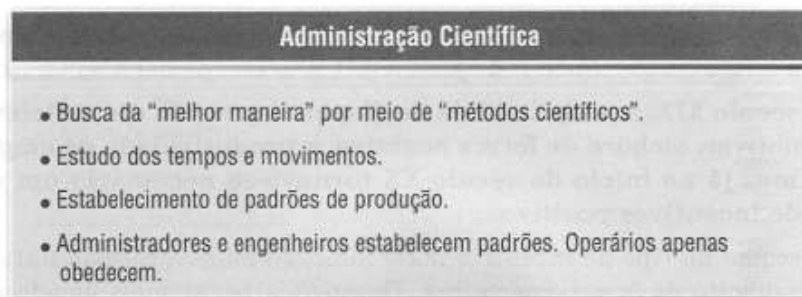 Administração Científica
• Busca da "melhor maneira" por meio de "métodos científicos".
• Estudo dos tempos e movimentos.
• Estabelecimento de padrões de produção.
• Administradores e engenheiros estabelecem padrões. Operários apenas
obedecem.